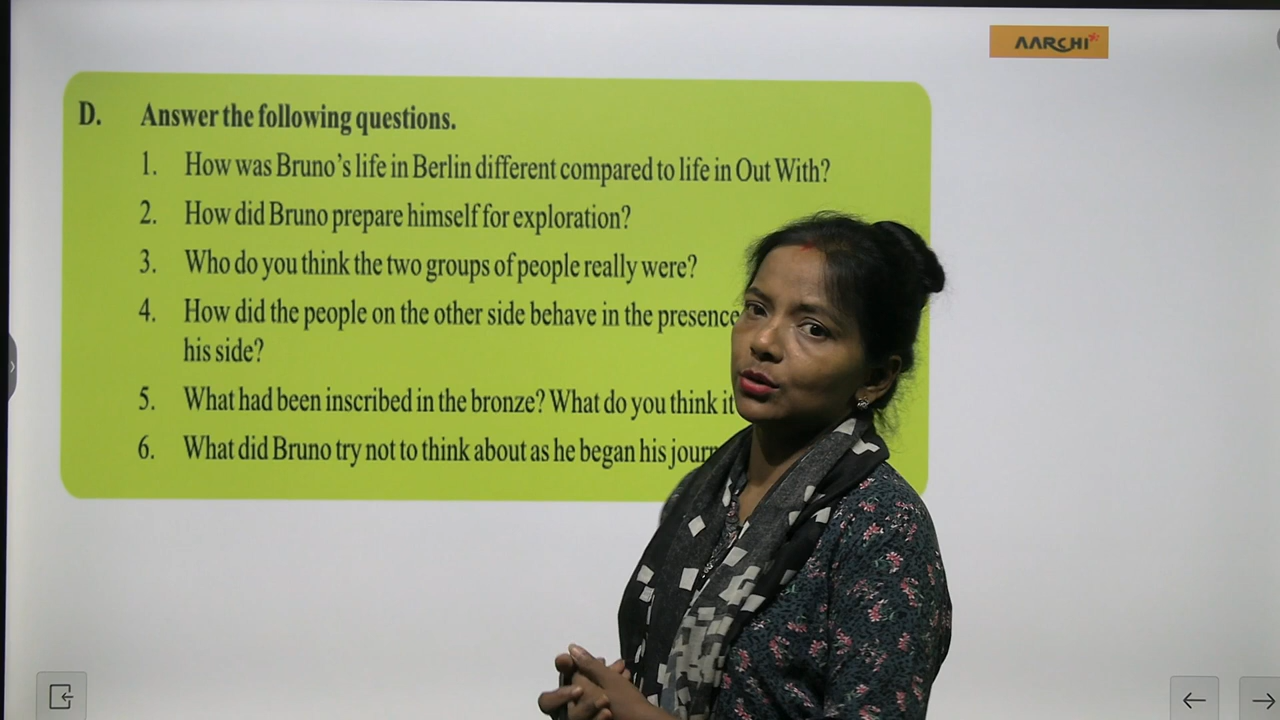 AARCHI
D. Answer the following questions.
1. How was Bruno's life in Berlin different compared to life in Out With?
2. How did Bruno prepare himself for exploration?
3. Who do you think the two groups of people really were?
4. How did the people on the other side behave in the presence
his side?
5. What had been inscribed in the bronze? What do you think it
6. What did Bruno try not to think about as he began his